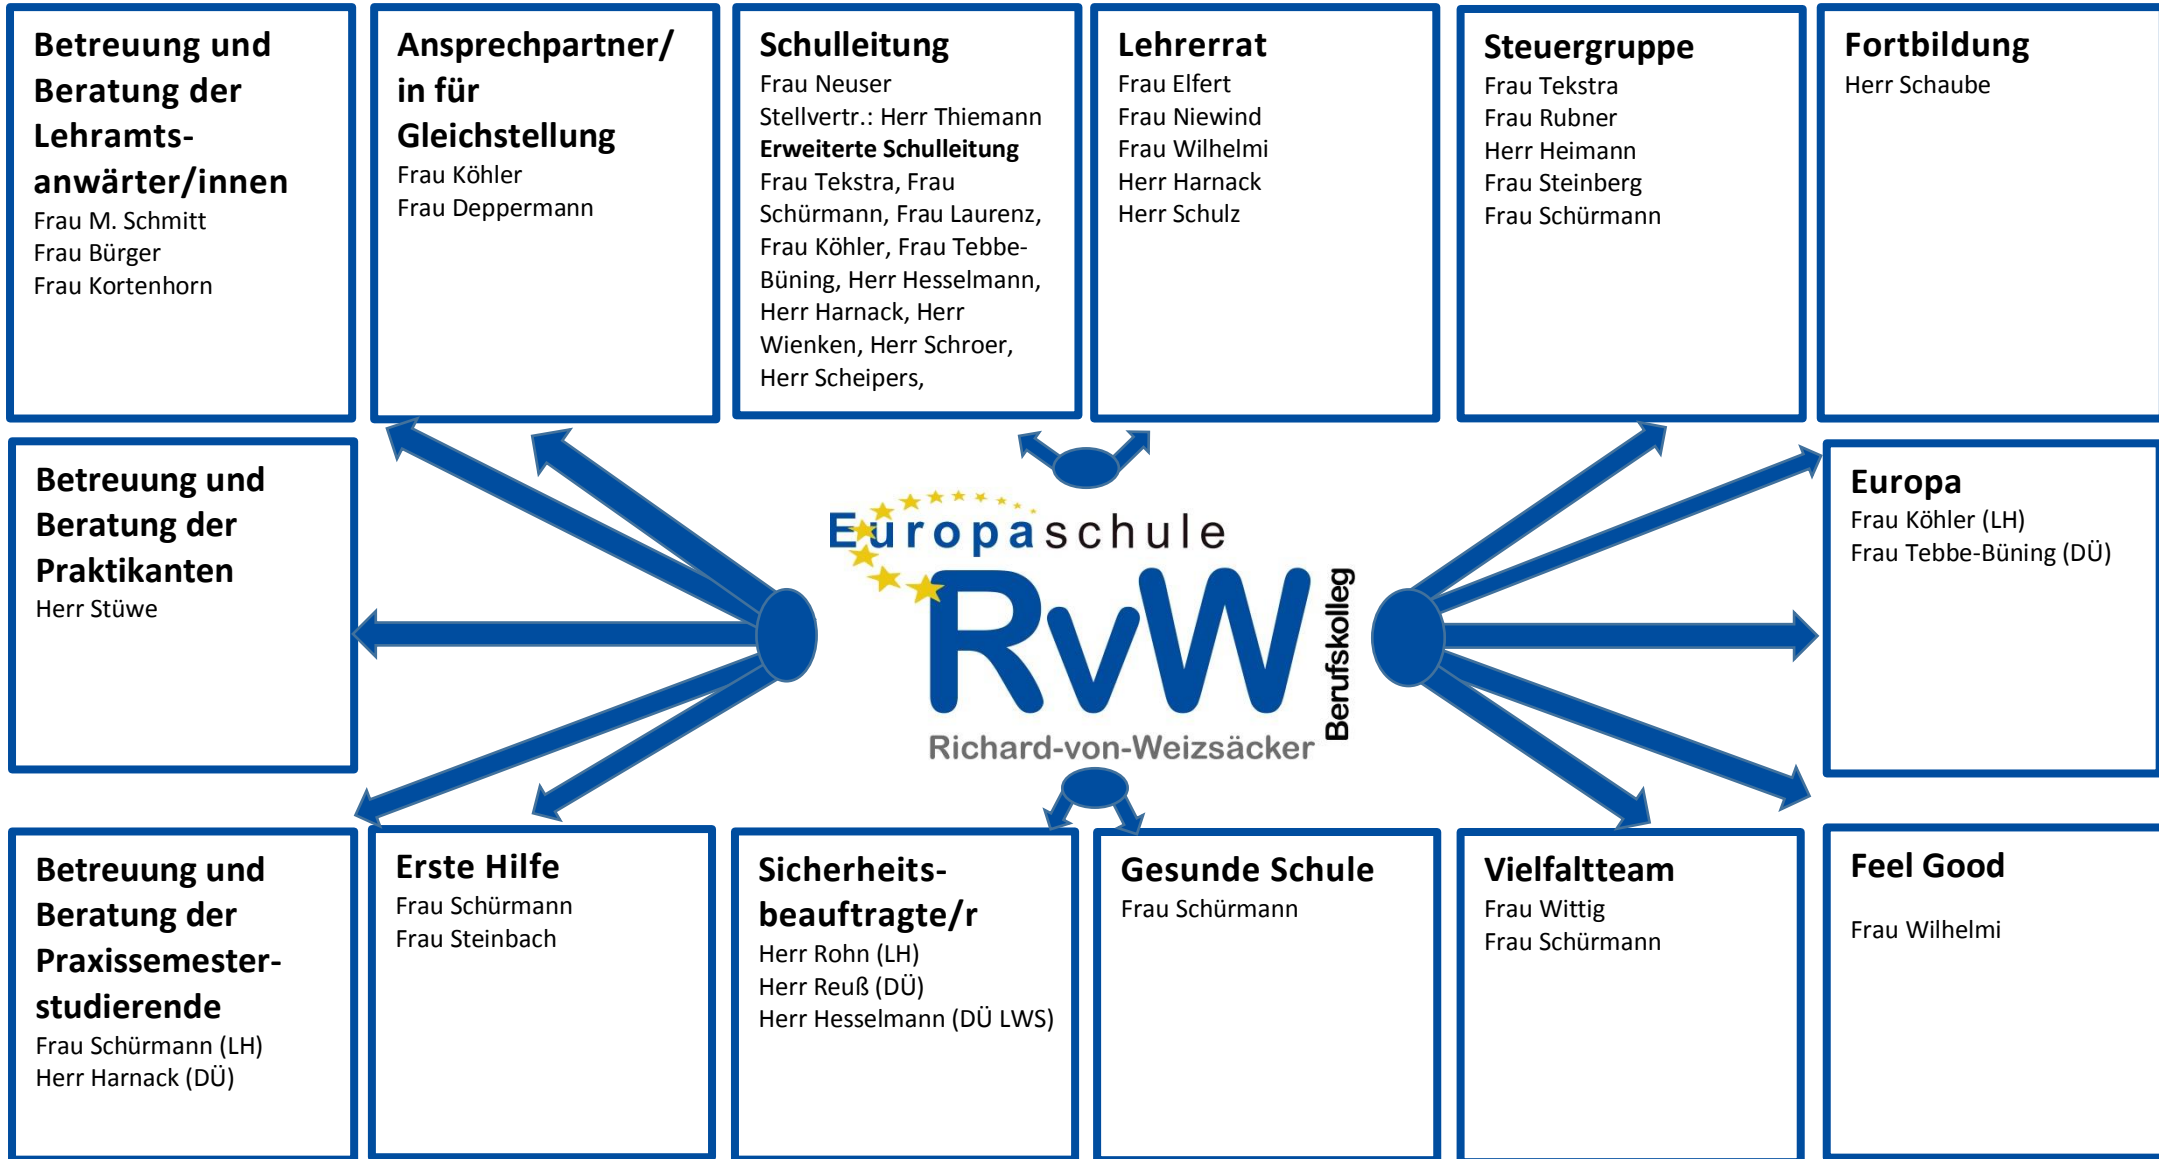 Betreuung und
Beratung der
Lehramts-
anwärter/innen
Frau M. Schmitt
Frau Bürger
Frau Kortenhorn
Ansprechpartner/
in für
Gleichstellung
Frau Köhler
Frau Deppermann
Schulleitung
Frau Neuser
Stellvertr.: Herr Thiemann
Erweiterte Schulleitung
Frau Tekstra, Frau
Schürmann, Frau Laurenz,
Frau Köhler, Frau Tebbe-
Büning, Herr Hesselmann,
Herr Harnack, Herr
Wienken, Herr Schroer,
Herr Scheipers,
Lehrerrat
Frau Elfert
Frau Niewind
Frau Wilhelmi
Herr Harnack
Herr Schulz
Steuergruppe
Frau Tekstra
Frau Rubner
Herr Heimann
Frau Steinberg
Frau Schürmann
Fortbildung
Herr Schaube
Betreuung und
Beratung der
Praktikanten
Herr Stüwe
Europaschule
RvW
Berufskolleg
Richard-von-Weizsäcker
Europa
Frau Köhler (LH)
Frau Tebbe-Büning (DÜ)
Betreuung und
Beratung der
Praxissemester-
studierende
Frau Schürmann (LH)
Herr Harnack (DÜ)
Erste Hilfe
Frau Schürmann
Frau Steinbach
Sicherheits-
beauftragte/r
Herr Rohn (LH)
Herr Reuß (DÜ)
Herr Hesselmann (DÜ LWS)
Gesunde Schule
Frau Schürmann
Vielfaltteam
Frau Wittig
Frau Schürmann
Feel Good
Frau Wilhelmi